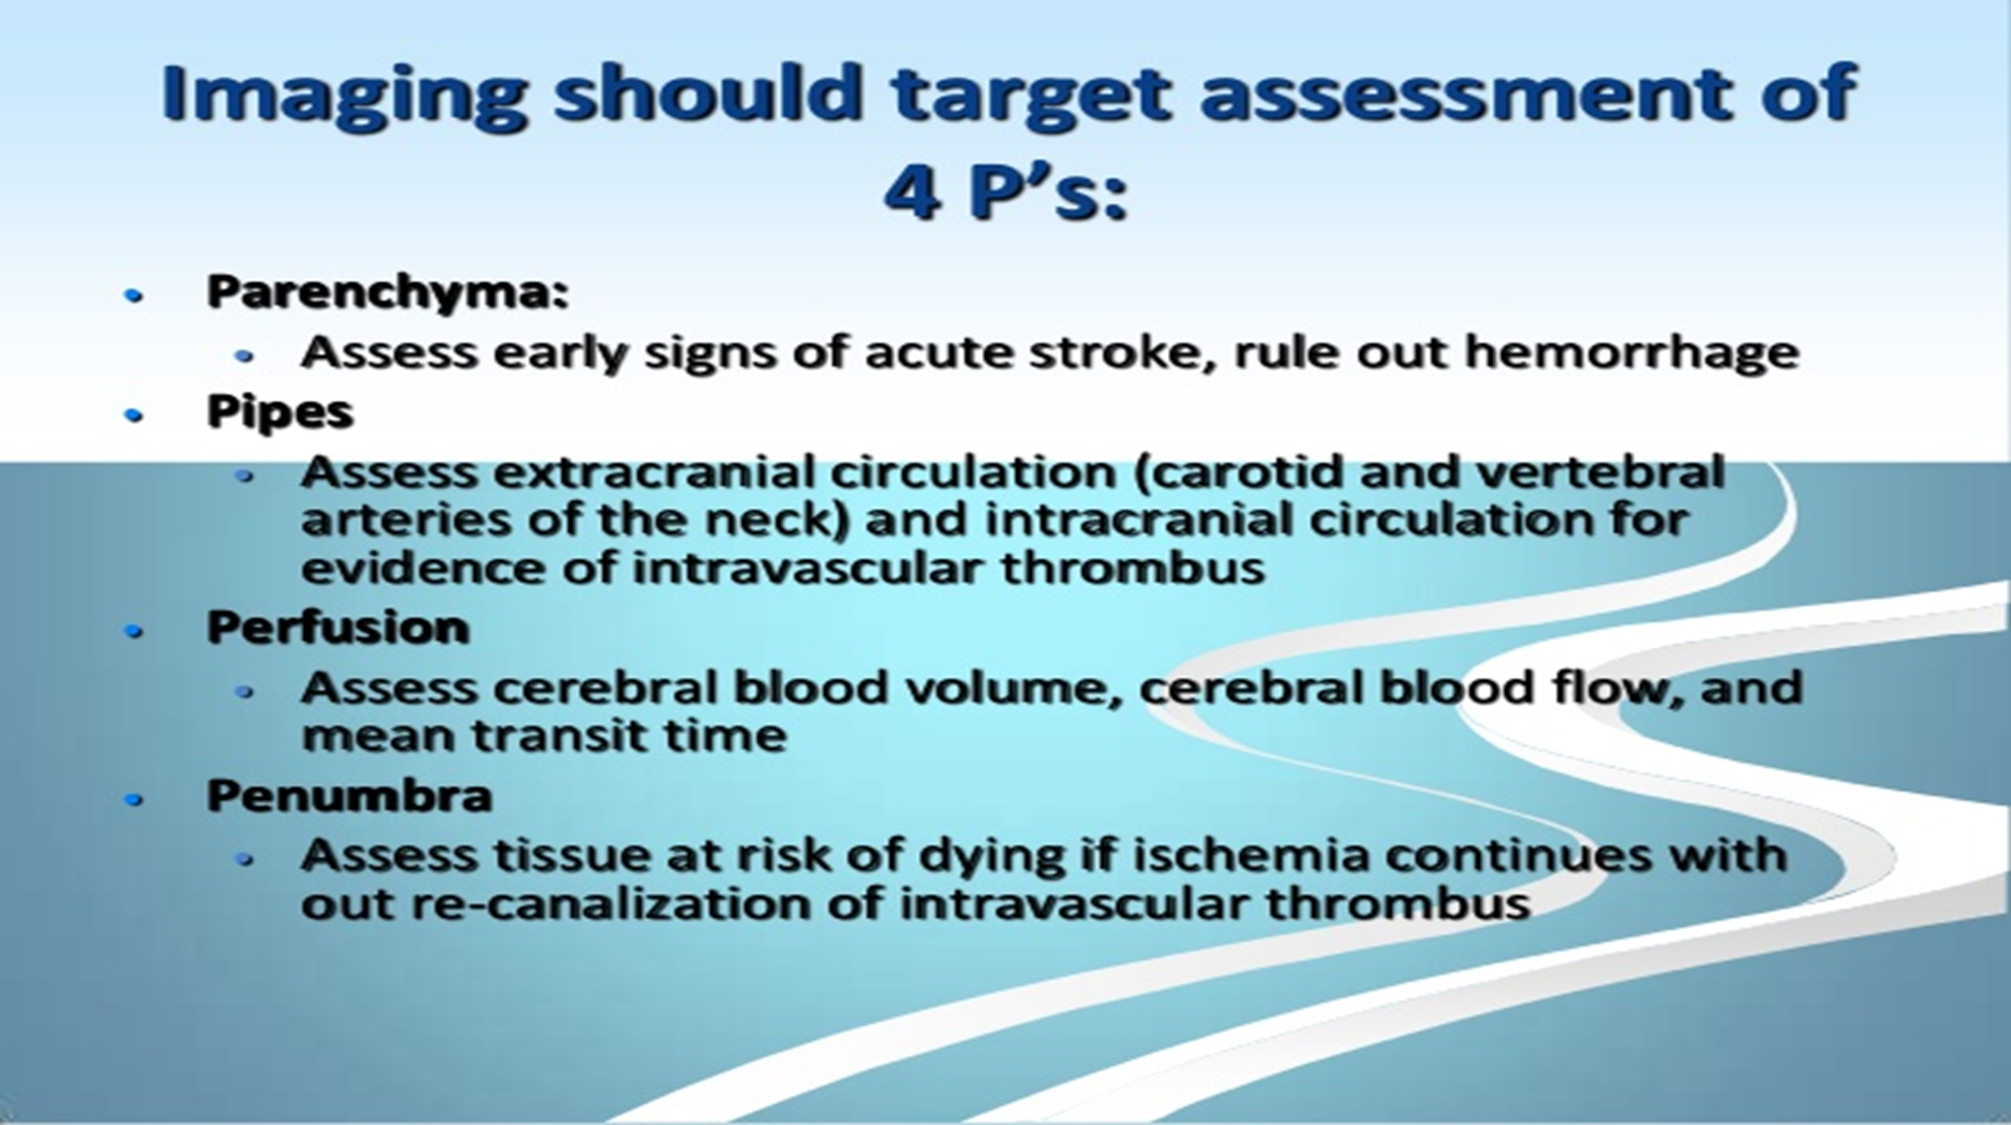 Imaging should target assessment of
4 P’s:
• Parenchyma:
• Assess early signs of acute stroke, rule out hemorrhage
• Pipes
• Assess extracranial circulation (carotid and vertebral
arteries of the neck) and intracranial circulation for
evidence of intravascular thrombus
• Perfusion
• Assess cerebral blood volume, cerebral blood flow, and
mean transit time
• Penumbra
• Assess tissue at risk of dying if ischemia continues with
out re-canalization of intravascular thrombus